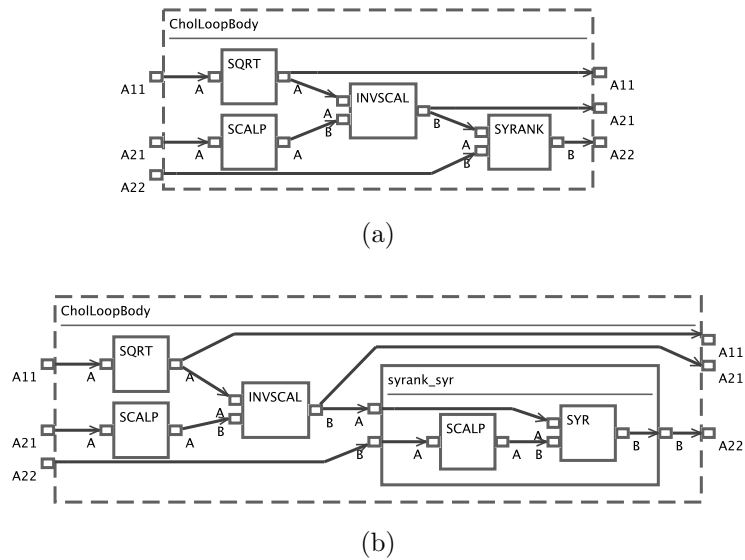 CholLoopBody
SQRT
A11
A
A
A11
INVSCAL
A21
SCALP
A
B
B
SYRANK
A21
A
A
A
B
B
A22
A22
(a)
CholLoopBody
SQRT
A11
A
A
A11
A21
syrank_syr
INVSCAL
SCALP
A
B
B
A
SCALP
SYR
A21
A
A
A
A22
B
A
A
B
B
B
A22
(b)